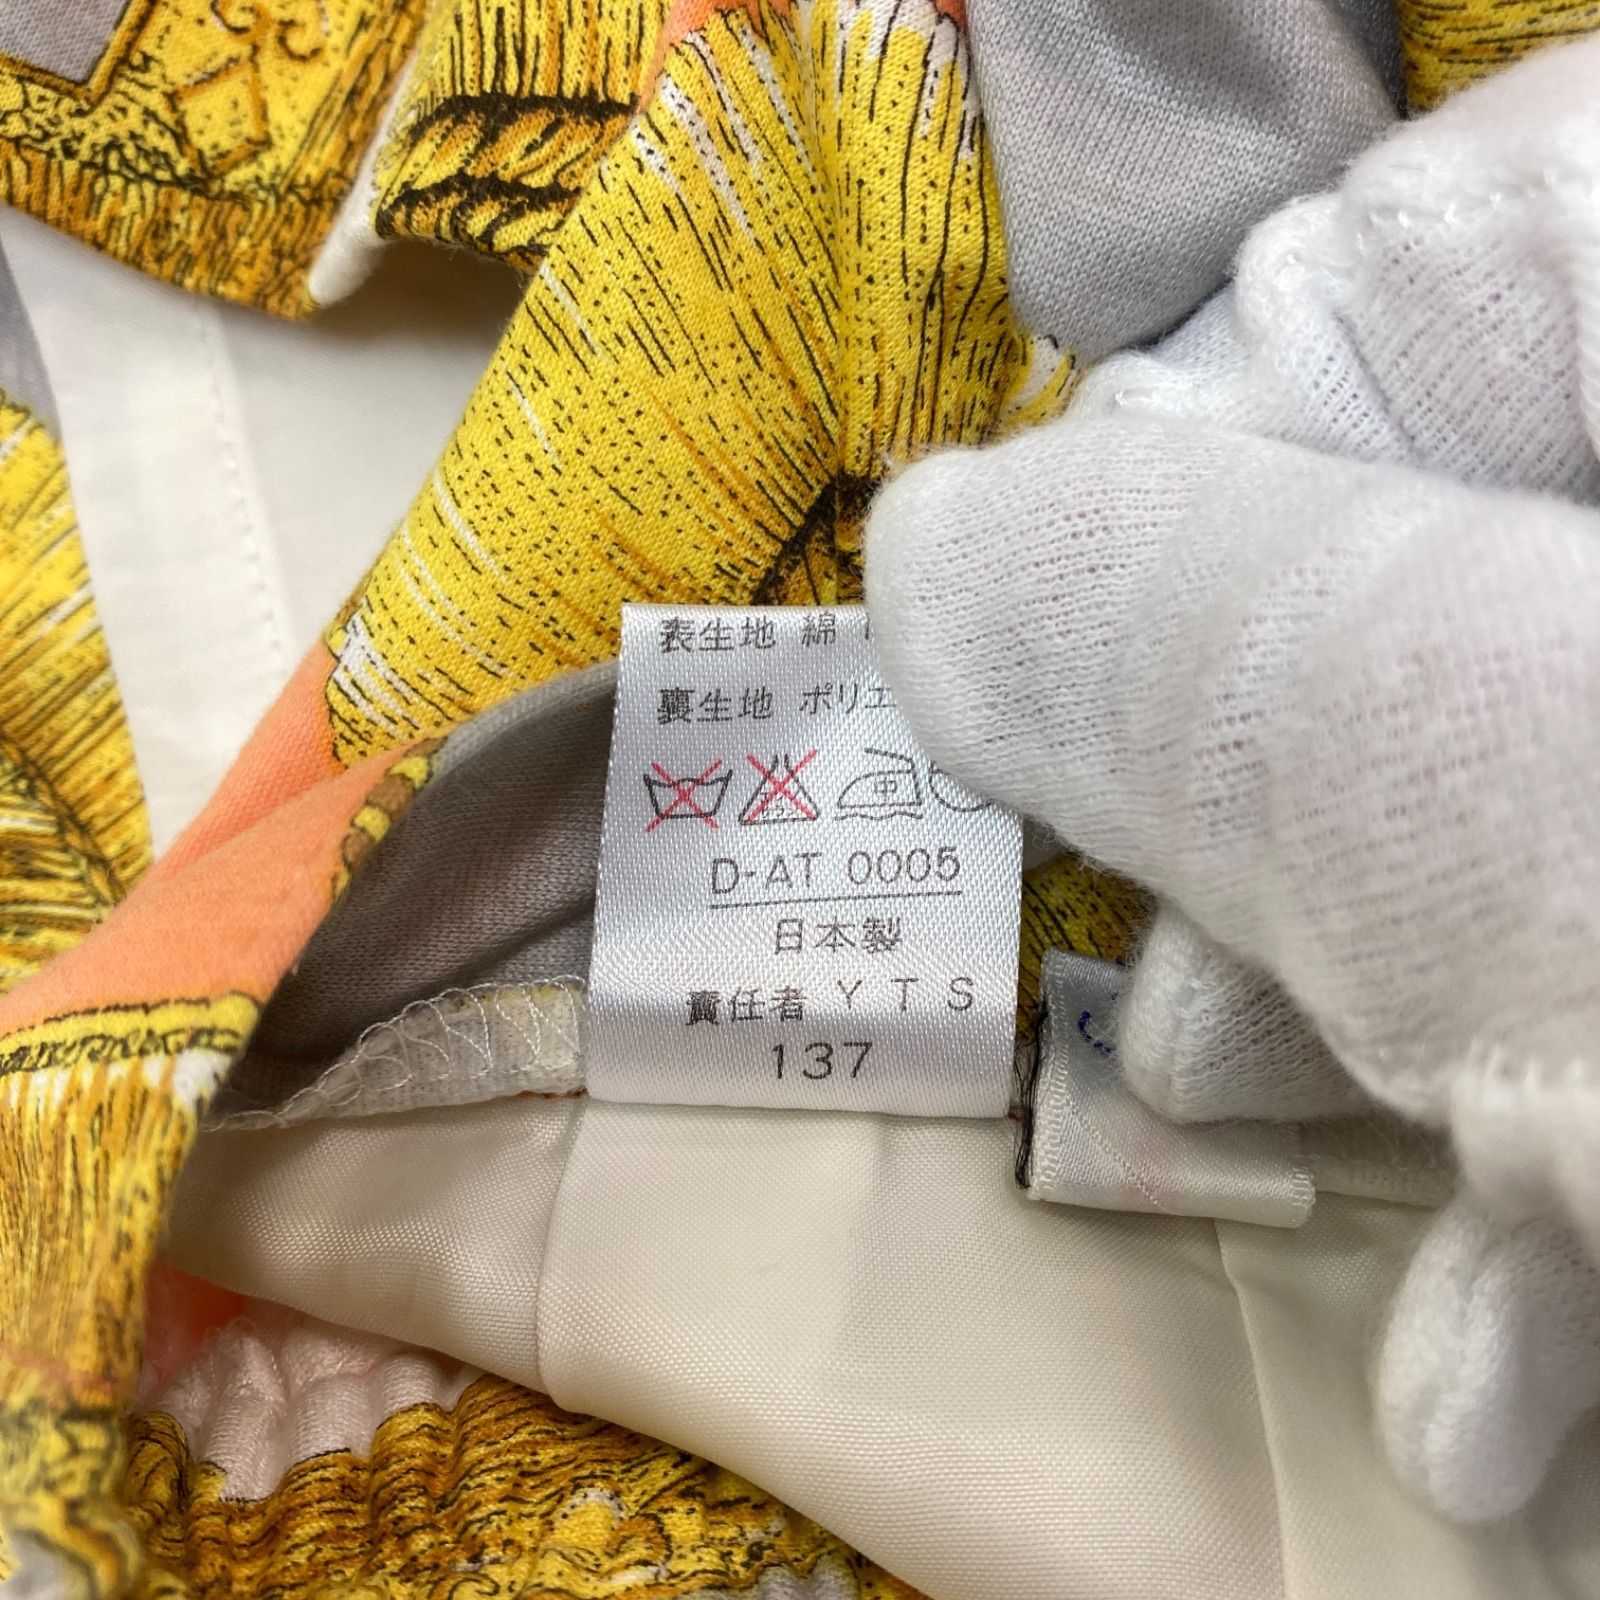 表生地 綿
裏生地 ポリエ
D-AT 0005
日本製
責任者 YTS
137